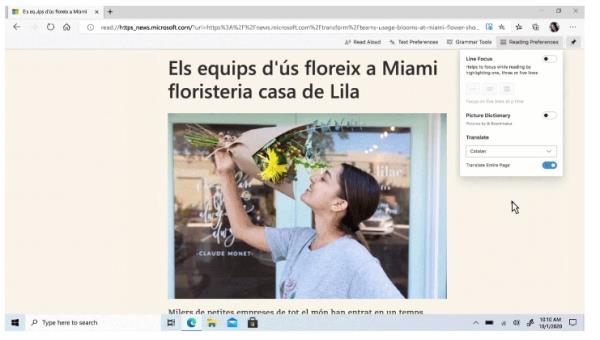 Els equips d'ús floreix a Miami
read://https_news.microsoft.com/?url=https%3A%2F%2Fnews.microsoft.com%2Ftransform%2Fteams-usage-blooms-at-miami-flower-sho...
Read Aloud Text Preferences Grammar Tools Reading Preferences
Els equips d'ús floreix a Miami
floristeria casa de Lila
Line Focus
Helps to focus while reading by
highlighting one, three or five lines
Focus on five lines at a time
Picture Dictionary
Pictures by
Translate
Catalan
Translate Entire Page
lilac
-CLAUDE MONET-
Milers de petites empreses de tot el món han entrat en un temps
Type here to search
10:10 AM
10/1/2020